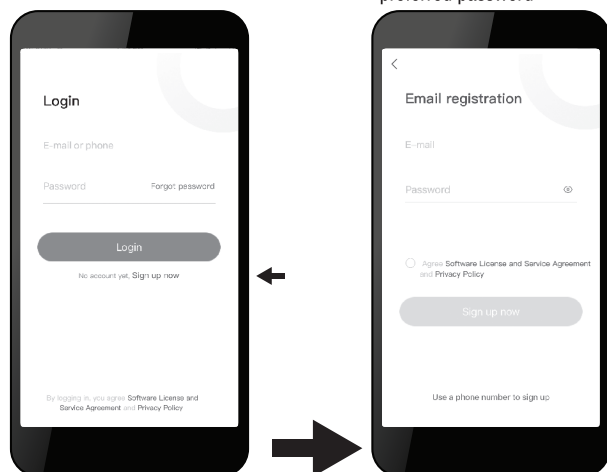 preferred password
Login
E-mail or phone
Password Forgot password
Login
No account yet, Sign up now
By logging in, you agree Software License and
Service Agreement and Privacy Policy
Email registration
E-mail
Password
Agree Software License and Service Agreement
and Privacy Policy
Sign up now
Use a phone number to sign up